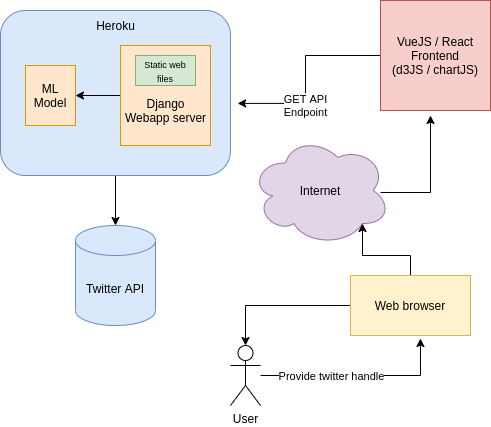 Heroku
Static web
files
ML
Model
Django
Webapp server
VueJS / React
Frontend
(d3JS / chartJS)
GET API
Endpoint
Internet
Twitter API
Web browser
Provide twitter handle
User